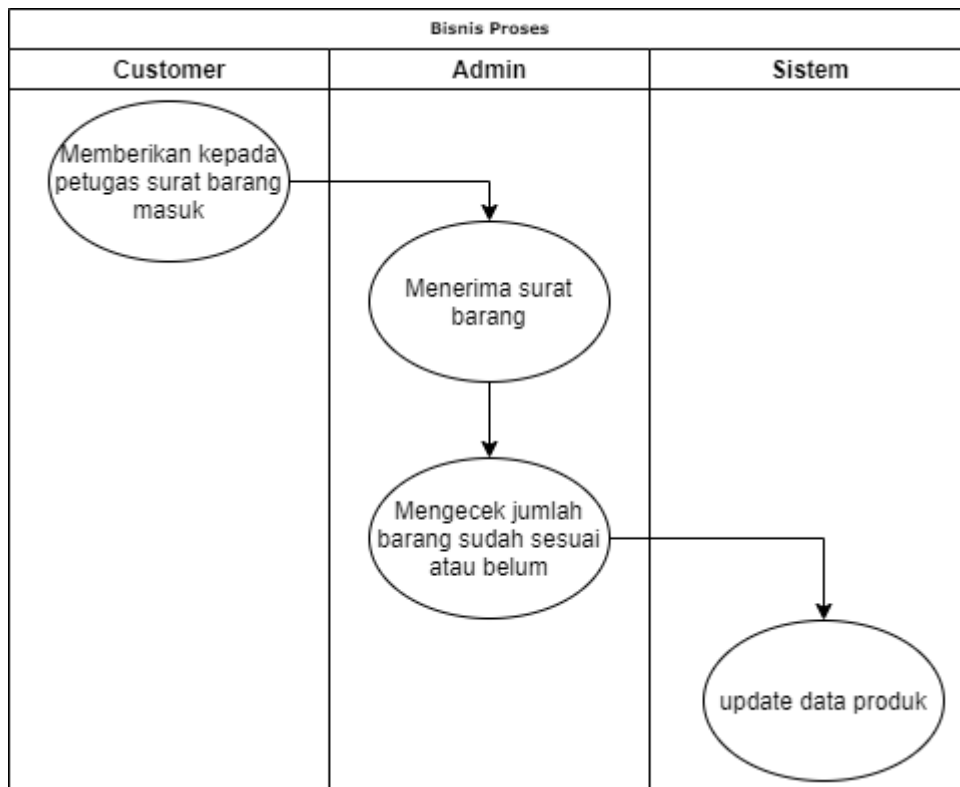 Bisnis Proses
Customer
Admin
Sistem
Memberikan kepada
petugas surat barang
masuk
Menerima surat
barang
Mengecek jumlah
barang sudah sesuai
atau belum
update data produk